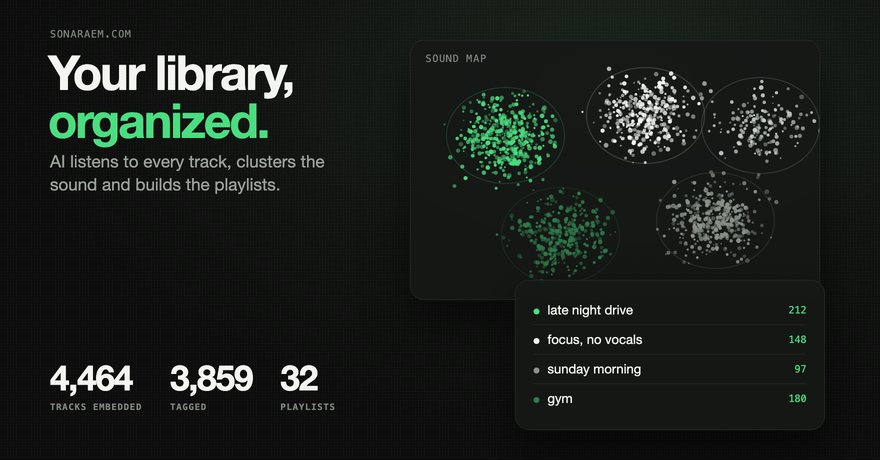 SONARAEM.COM
Your library,
organized.
AI listens to every track, clusters the
sound and builds the playlists.
4,464
TRACKS EMBEDDED
3,859
TAGGED
32
PLAYLISTS
SOUND MAP
late night drive 212
focus, no vocals 148
sunday morning 97
gym 180